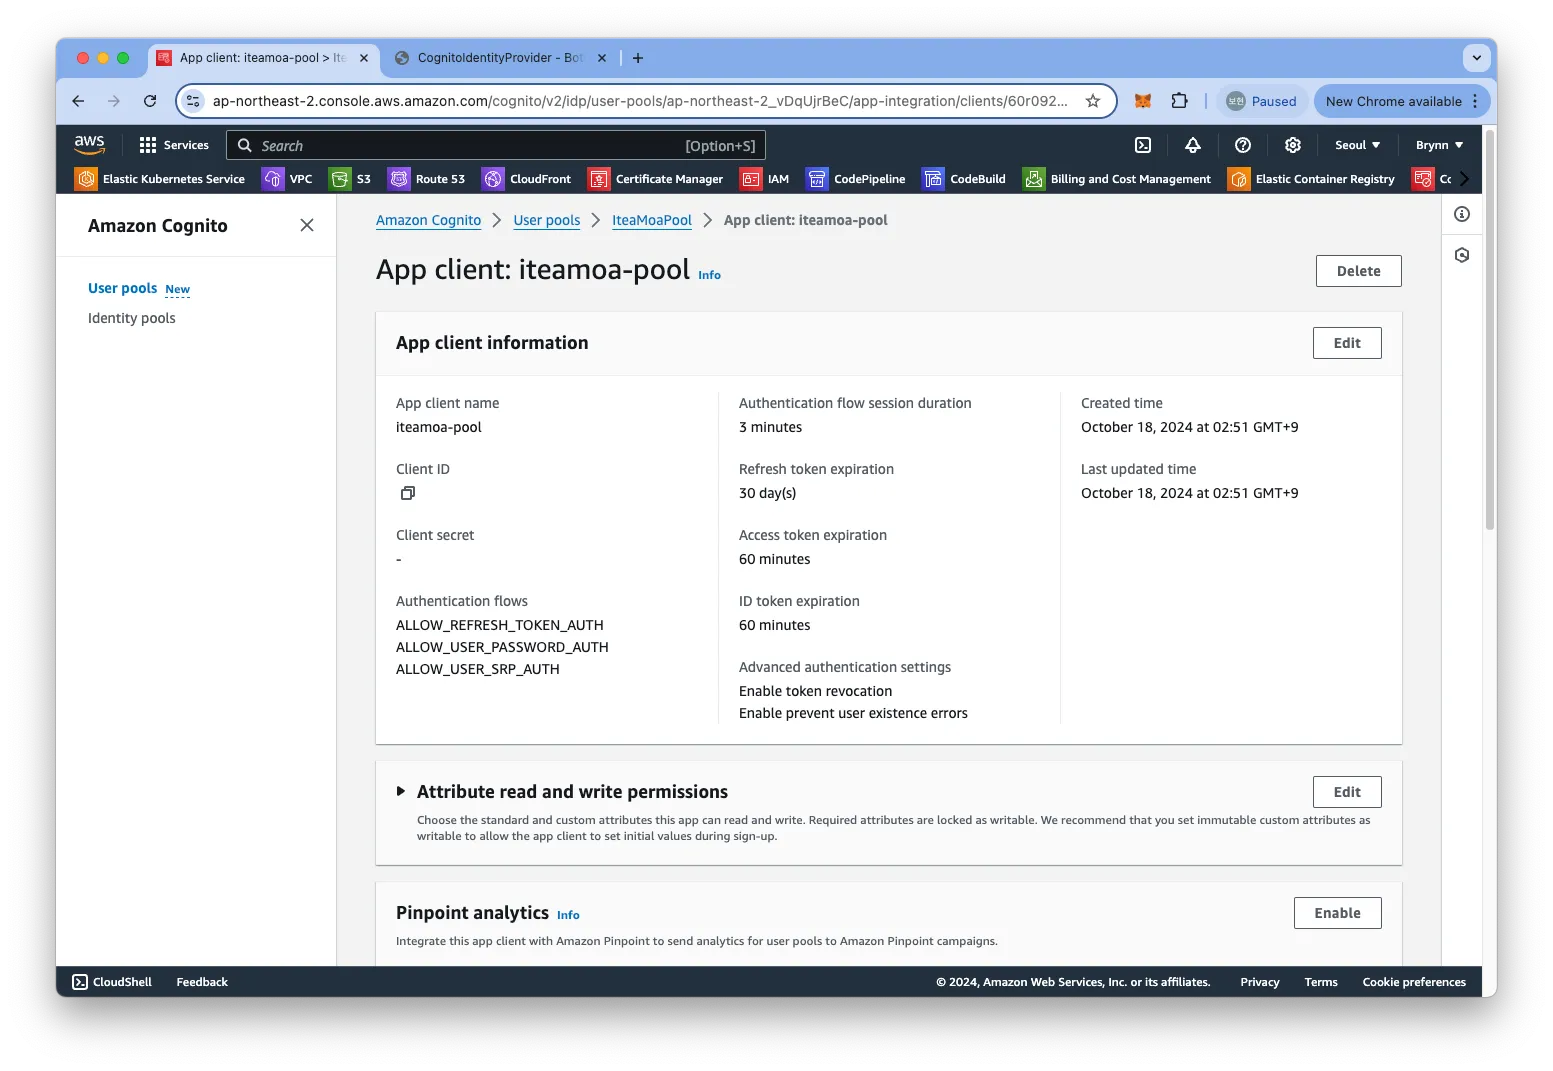 App client: iteamoa-pool > Ite
CognitoIdentityProvider - Bot
ap-northeast-2.console.aws.amazon.com/cognito/v2/idp/user-pools/ap-northeast-2_vDqUjrBeC/app-integration/clients/60r092...
보현 Paused
New Chrome available
aws
Services
Search [Option+S]
Seoul
Brynn
Elastic Kubernetes Service
VPC
S3
Route 53
CloudFront
Certificate Manager
IAM
CodePipeline
CodeBuild
Billing and Cost Management
Elastic Container Registry
Co
Amazon Cognito
User pools New
Identity pools
Amazon Cognito > User pools > IteaMoaPool > App client: iteamoa-pool
App client: iteamoa-pool Info
Delete
App client information
Edit
App client name
iteamoa-pool
Client ID
Client secret
-
Authentication flows
ALLOW_REFRESH_TOKEN_AUTH
ALLOW_USER_PASSWORD_AUTH
ALLOW_USER_SRP_AUTH
Authentication flow session duration
3 minutes
Refresh token expiration
30 day(s)
Access token expiration
60 minutes
ID token expiration
60 minutes
Advanced authentication settings
Enable token revocation
Enable prevent user existence errors
Created time
October 18, 2024 at 02:51 GMT+9
Last updated time
October 18, 2024 at 02:51 GMT+9
Attribute read and write permissions
Edit
Choose the standard and custom attributes this app can read and write. Required attributes are locked as writable. We recommend that you set immutable custom attributes as
writable to allow the app client to set initial values during sign-up.
Pinpoint analytics Info
Enable
Integrate this app client with Amazon Pinpoint to send analytics for user pools to Amazon Pinpoint campaigns.
CloudShell
Feedback
© 2024, Amazon Web Services, Inc. or its affiliates.
Privacy
Terms
Cookie preferences